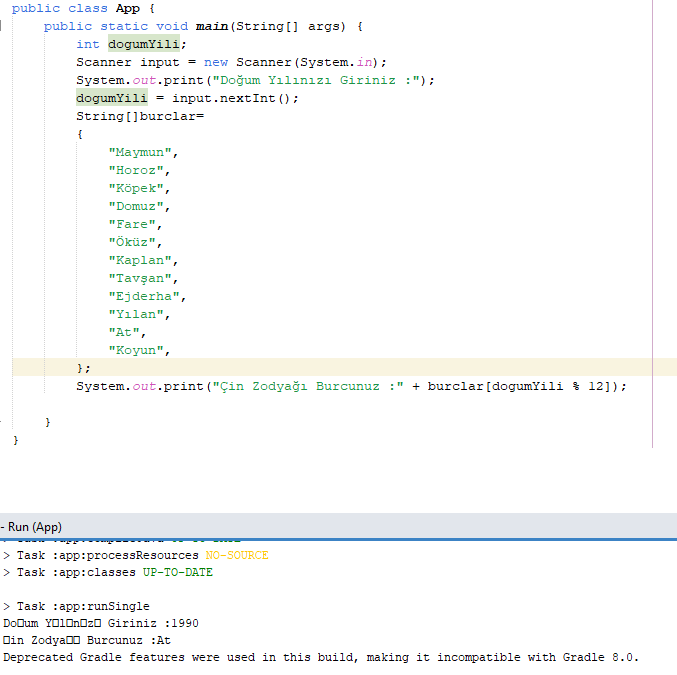 public class App {
public static void main(String[] args) {
int dogumYili;
Scanner input = new Scanner(System.in);
System.out.print("Doğum Yılınızı Giriniz :");
dogumYili = input.nextInt();
String[]burclar=
{
"Maymun",
"Horoz",
"Köpek",
"Domuz",
"Fare",
"Öküz",
"Kaplan",
"Tavşan",
"Ejderha",
"Yılan",
"At",
"Koyun",
};
System.out.print("Çin Zodyağı Burcunuz :" + burclar[dogumYili % 12]);
}
}
- Run (App)
> Task :app:processResources NO-SOURCE
> Task :app:classes UP-TO-DATE
> Task :app:runSingle
Do□um Y□l□n□z□ Giriniz :1990
□in Zodya□□ Burcunuz :At
Deprecated Gradle features were used in this build, making it incompatible with Gradle 8.0.